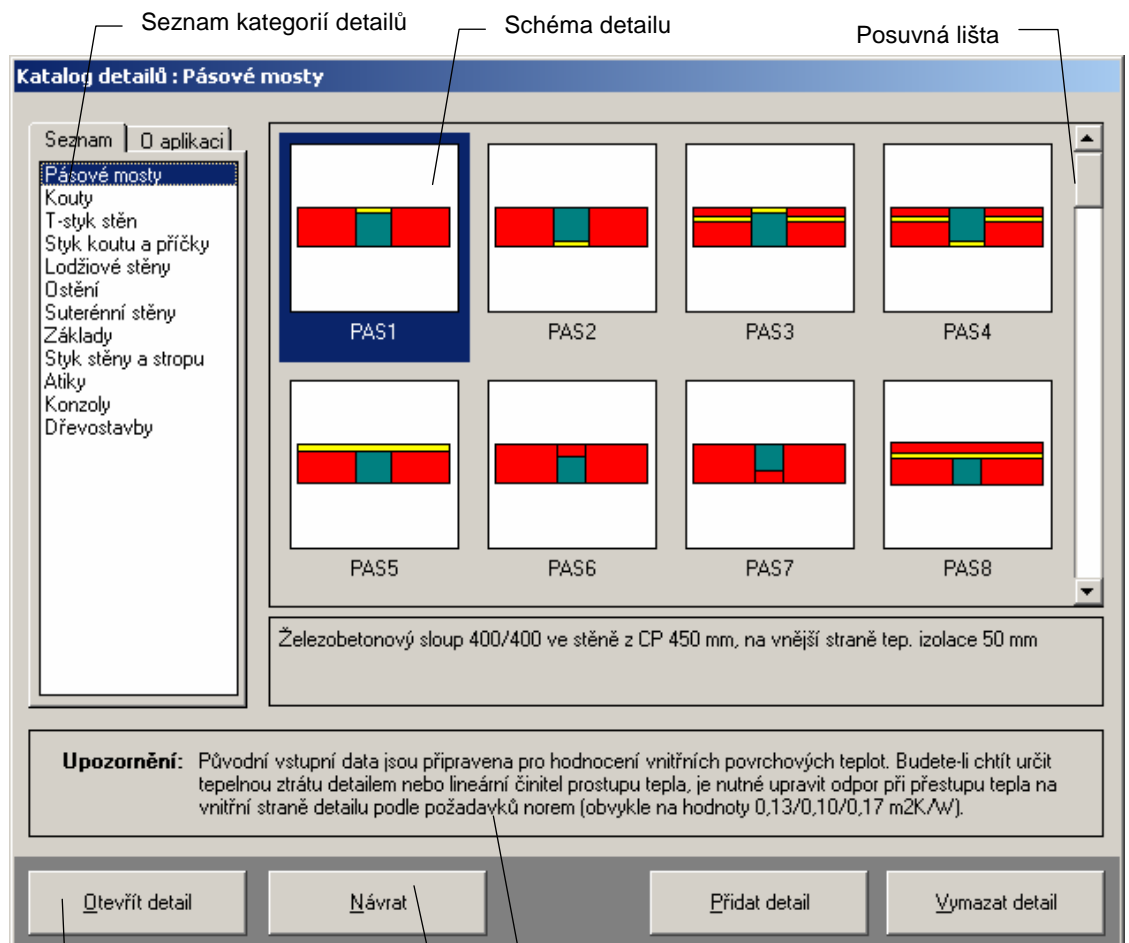 Seznam kategorií detailů
Schéma detailu
Posuvná lišta
Katalog detailů : Pásové mosty
Seznam
O aplikaci
Pásové mosty
Kouty
T-styk stěn
Styk koutu a příčky
Lodžiové stěny
Ostění
Suterénní stěny
Základy
Styk stěny a stropu
Atiky
Konzoly
Dřevostavby
PAS1
PAS2
PAS3
PAS4
PAS5
PAS6
PAS7
PAS8
Železobetonový sloup 400/400 ve stěně z CP 450 mm, na vnější straně tep. izolace 50 mm
Upozornění: Původní vstupní data jsou připravena pro hodnocení vnitřních povrchových teplot. Budete-li chtít určit
tepelnou ztrátu detailem nebo lineární činitel prostupu tepla, je nutné upravit odpor při přestupu tepla na
vnitřní straně detailu podle požadavků norem (obvykle na hodnoty 0,13/0,10/0,17 m2K/W).
Otevřít detail
Návrat
Přidat detail
Vymazat detail